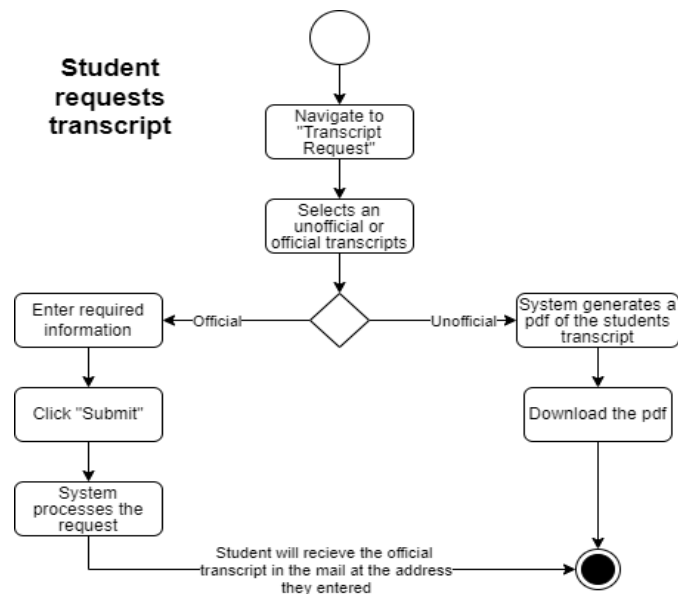 Student
requests
transcript
Navigate to
"Transcript
Request"
Selects an
unofficial or
official transcripts
Enter required
information
Official
Unofficial
System generates a
pdf of the students
transcript
Click "Submit"
Download the pdf
System
processes the
request
Student will recieve the official
transcript in the mail at the address
they entered